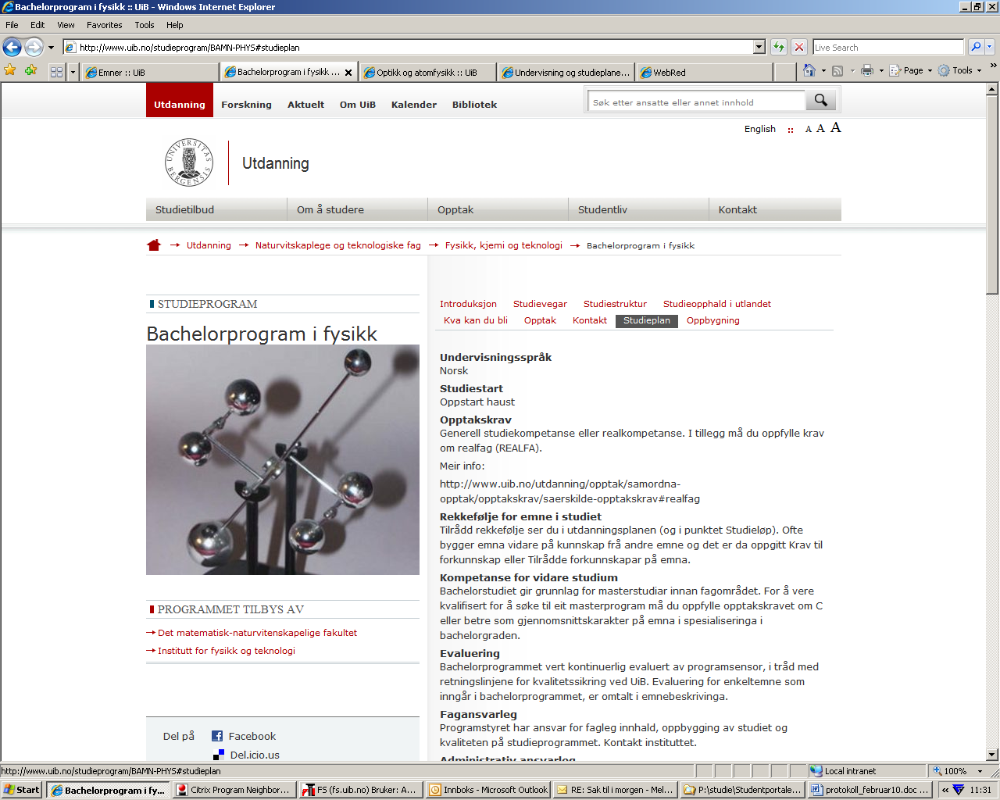 Bachelorprogram i fysikk :: UiB - Windows Internet Explorer
File Edit View Favorites Tools Help
http://www.uib.no/studieprogram/BAMN-PHYS#studieplan
Live Search
Emner :: UiB
Bachelorprogram i fysikk ...
Optikk og atomfysikk :: UiB
Undervisning og studieplane...
WebRed
Page Tools
Utdanning Forskning Aktuelt Om UiB Kalender Bibliotek
Søk etter ansatte eller annet innhold
English :: A A A
UNIVERSITAS BERGENSIS
Utdanning
Studietilbud Om å studere Opptak Studentliv Kontakt
Utdanning → Naturvitskaplege og teknologiske fag → Fysikk, kjemi og teknologi → Bachelorprogram i fysikk
STUDIEPROGRAM
Bachelorprogram i fysikk
PROGRAMMET TILBYS AV
→ Det matematisk-naturvitenskapelige fakultet
→ Institutt for fysikk og teknologi
Del på Facebook
Del.icio.us
Introduksjon Studievegar Studiestruktur Studieopphald i utlandet
Kva kan du bli Opptak Kontakt Studieplan Oppbygning
Undervisningsspråk
Norsk
Studiestart
Oppstart haust
Opptakskrav
Generell studiekompetanse eller realkompetanse. I tillegg må du oppfylle krav
om realfag (REALFA).
Meir info:
http://www.uib.no/utdanning/opptak/samordna-
opptak/opptakskrav/saerskilde-opptakskrav#realfag
Rekkefølje for emne i studiet
Tilrådd rekkefølje ser du i utdanningsplanen (og i punktet Studieløp). Ofte
bygger emna vidare på kunnskap frå andre emne og det er da oppgitt Krav til
forkunnskap eller Tilrådde forkunnskapar på emna.
Kompetanse for vidare studium
Bachelorstudiet gir grunnlag for masterstudiar innan fagområdet. For å vere
kvalifisert for å søke til eit masterprogram må du oppfylle opptakskravet om C
eller betre som gjennomsnittskarakter på emna i spesialiseringa i
bachelorgraden.
Evaluering
Bachelorprogrammet vert kontinuerlig evaluert av programsensor, i tråd med
retningslinjene for kvalitetssikring ved UiB. Evaluering for enkeltemne som
inngår i bachelorprogrammet, er omtalt i emnebeskrivinga.
Fagansvarleg
Programstyret har ansvar for fagleg innhald, oppbygging av studiet og
kvaliteten på studieprogrammet. Kontakt instituttet.
Administrativ ansvarleg
http://www.uib.no/studieprogram/BAMN-PHYS#studieplan
Local intranet
100%
Start
Bachelorprogram i fy...
Citrix Program Neighbor...
FS (fs.uib.no) Bruker: A...
Innboks - Microsoft Outlook
RE: Sak til i morgen - Mel...
P:\studie\Studentportale...
protokoll_februar10.doc ...
11:31